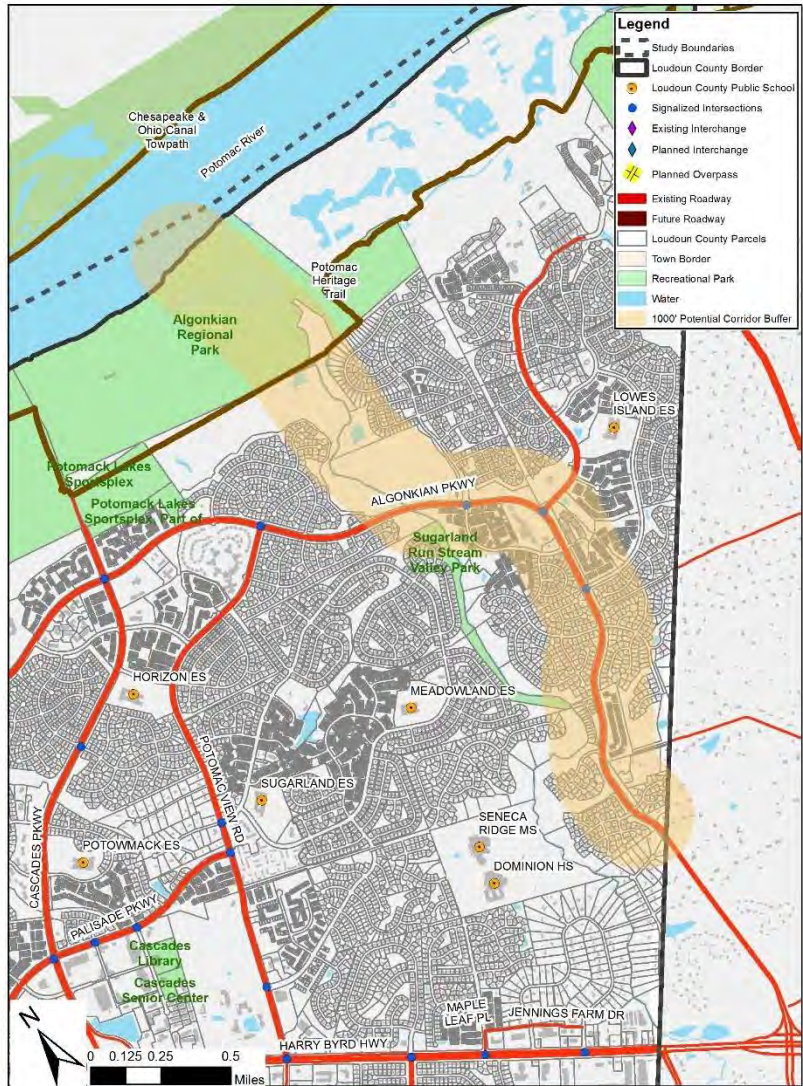 Legend
Study Boundaries
Loudoun County Border
Loudoun County Public School
Signalized Intersections
Existing Interchange
Planned Interchange
Planned Overpass
Existing Roadway
Future Roadway
Loudoun County Parcels
Town Border
Recreational Park
Water
1000' Potential Corridor Buffer
Chesapeake &
Ohio Canal
Towpath
Potomac River
Potomac
Heritage
Trail
Algonkian
Regional
Park
LOWES
ISLAND ES
Potomack Lakes
Sportsplex
Potomack Lakes
Sportsplex Part of
ALGONKIAN PKWY
Sugarland
Run Stream
Valley Park
HORIZON ES
MEADOWLAND ES
POTOMAC VIEW RD
SUGARLAND ES
CASCADES PKWY
POTOWMACK ES
SENECA
RIDGE MS
DOMINION HS
PALISADE PKWY
Cascades
Library
Cascades
Senior Center
MAPLE
LEAF PL
JENNINGS FARM DR
HARRY BYRD HWY
N
0 0.125 0.25 0.5
Miles